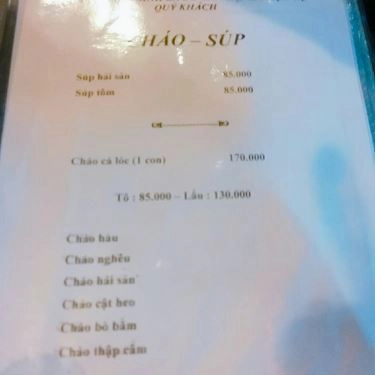 QUÝ KHÁCH
CHÁO – SÚP
Súp hải sản 85.000
Súp tôm 85.000
Cháo cá lóc (1 con) 170.000
Tô : 85.000 – Lẩu : 130.000
Cháo hàu
Cháo nghêu
Cháo hải sản
Cháo cật heo
Cháo bò bằm
Cháo thập cẩm